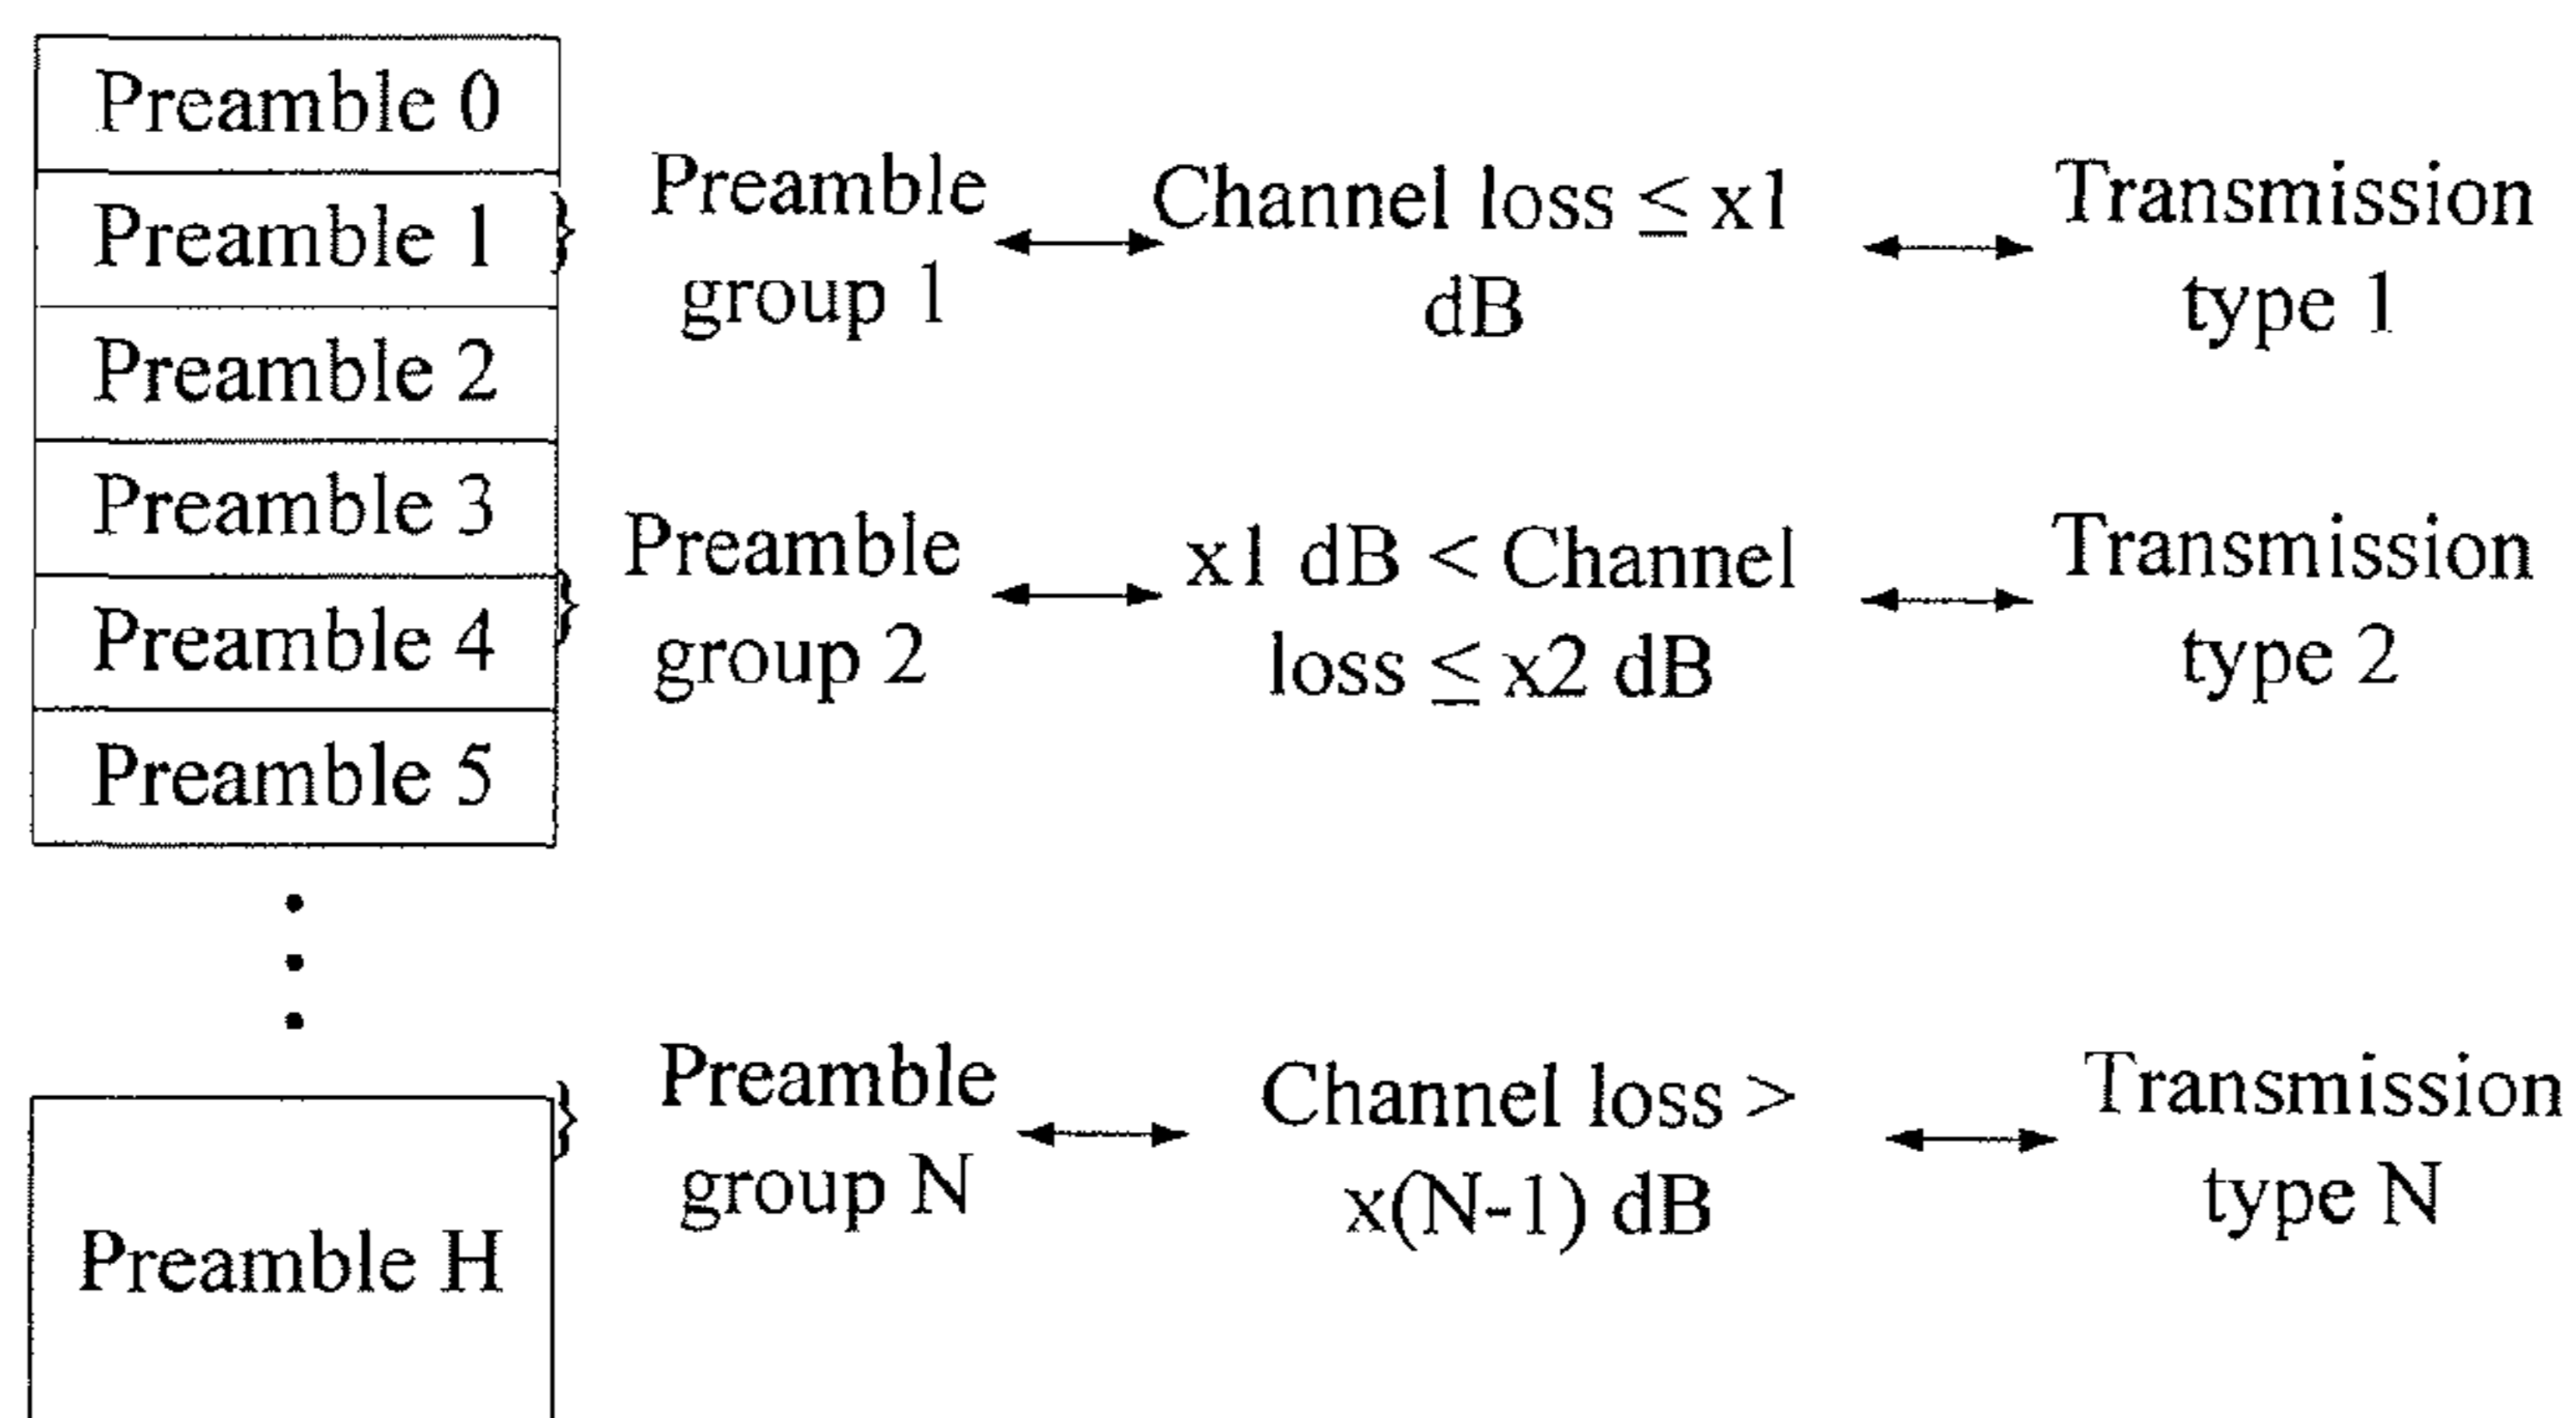 Preamble 0
Preamble 1
Preamble 2
Preamble 3
Preamble 4
Preamble 5
Preamble H
Preamble
group 1
Channel loss ≤ x1
dB
Transmission
type 1
Preamble
group 2
x1 dB < Channel
loss ≤ x2 dB
Transmission
type 2
Preamble
group N
Channel loss >
x(N-1) dB
Transmission
type N